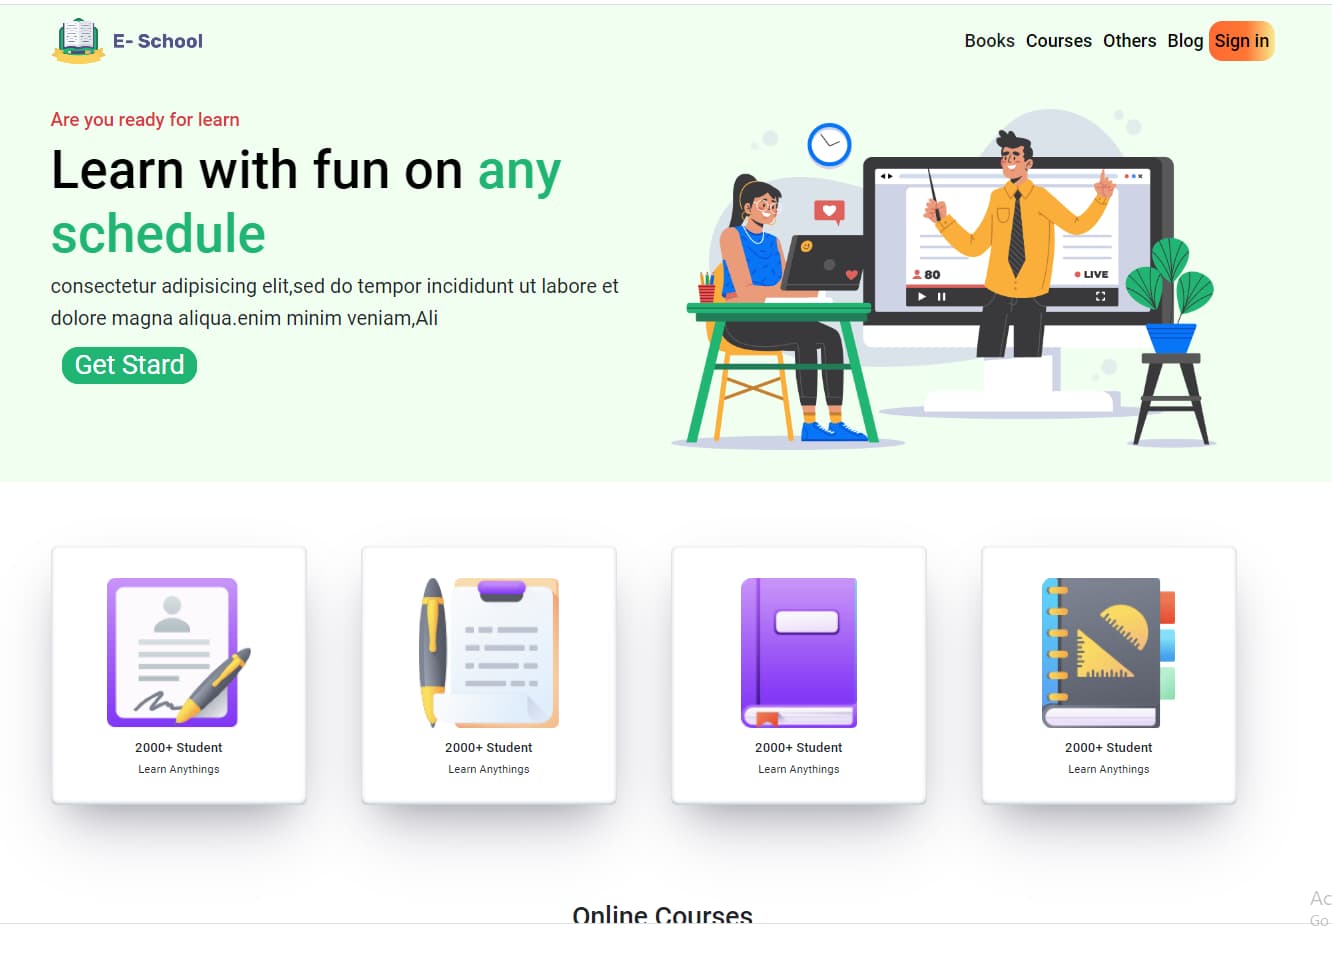 E- School
Books Courses Others Blog Sign in
Are you ready for learn
Learn with fun on any
schedule
consectetur adipisicing elit,sed do tempor incididunt ut labore et
dolore magna aliqua.enim minim veniam,Ali
Get Stard
80
LIVE
2000+ Student
Learn Anythings
2000+ Student
Learn Anythings
2000+ Student
Learn Anythings
2000+ Student
Learn Anythings
Online Courses
Ac
Go